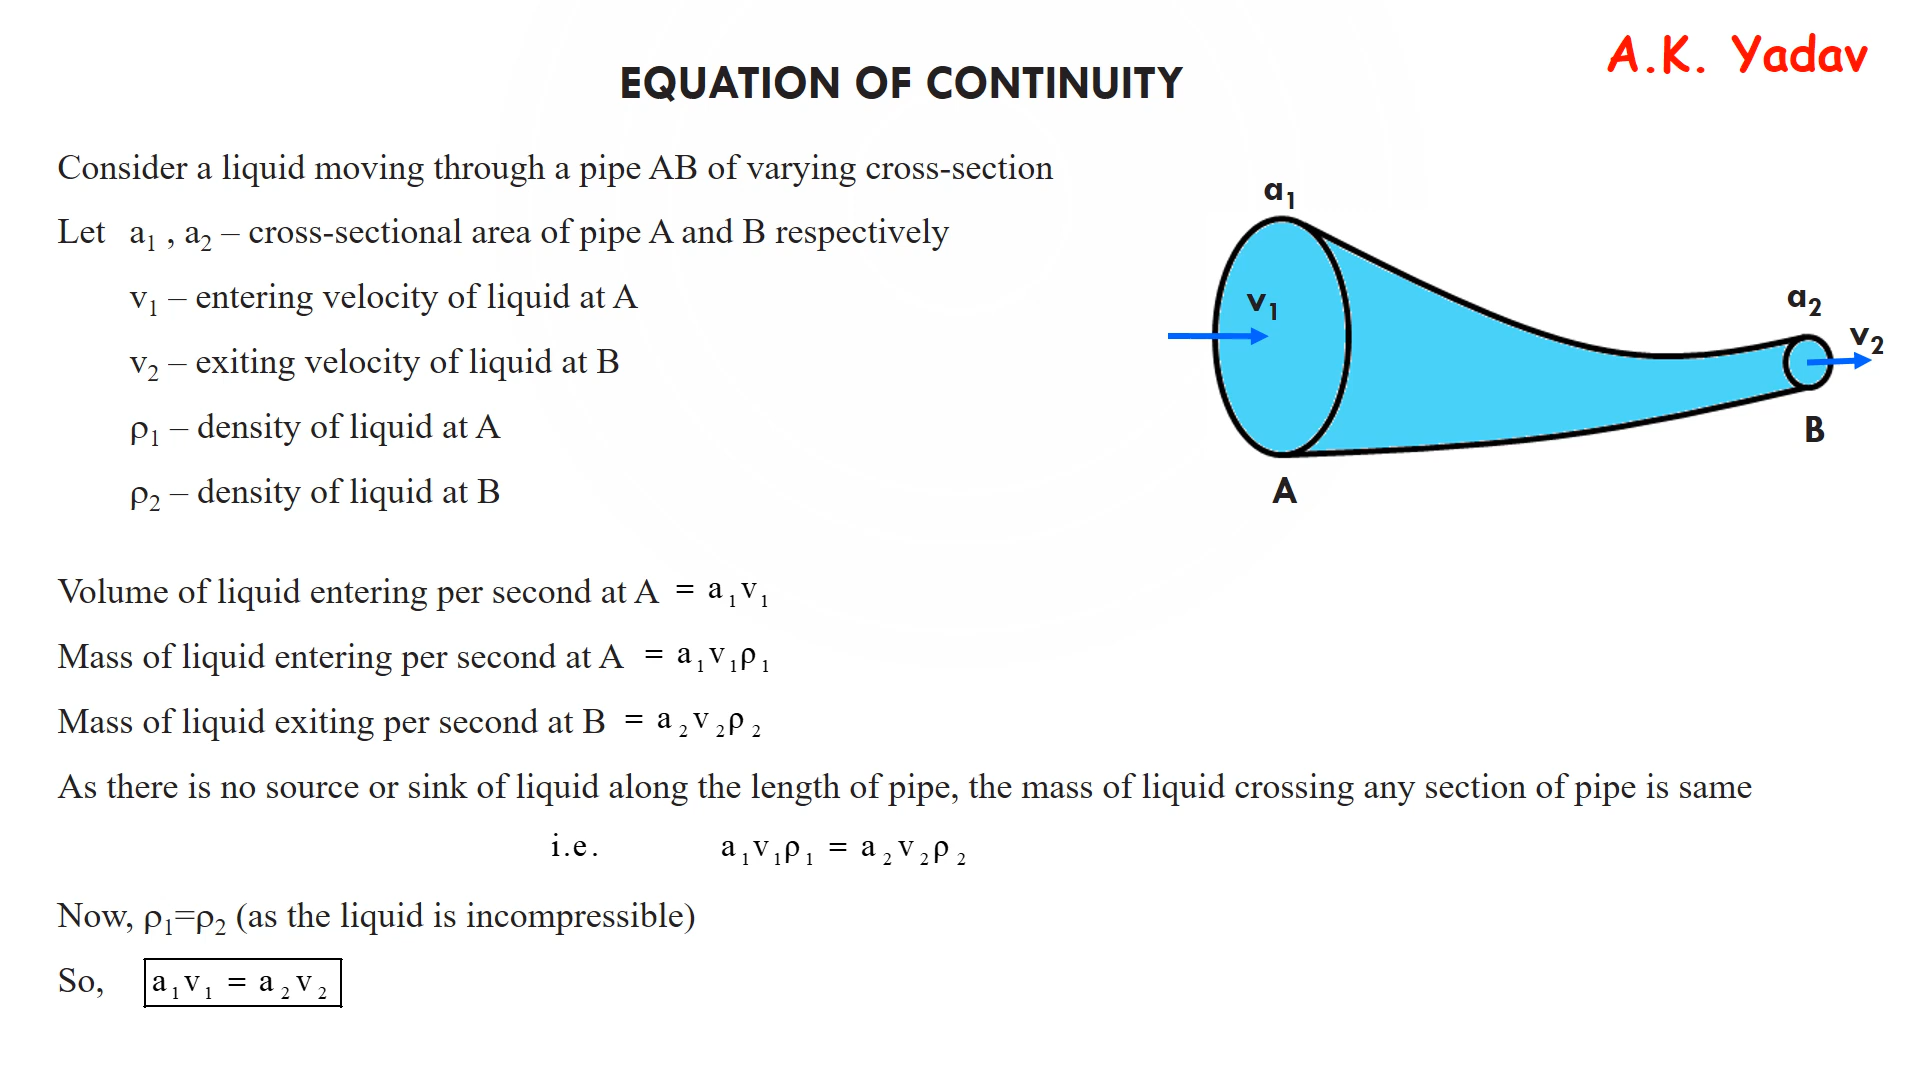 A.K. Yadav
EQUATION OF CONTINUITY
Consider a liquid moving through a pipe AB of varying cross-section
Let a₁ , a₂ – cross-sectional area of pipe A and B respectively
v₁ – entering velocity of liquid at A
v₂ – exiting velocity of liquid at B
ρ₁ – density of liquid at A
ρ₂ – density of liquid at B
a₁
v₁
a₂
v₂
B
A
Volume of liquid entering per second at A = a₁v₁
Mass of liquid entering per second at A = a₁v₁ρ₁
Mass of liquid exiting per second at B = a₂v₂ρ₂
As there is no source or sink of liquid along the length of pipe, the mass of liquid crossing any section of pipe is same
i.e. a₁v₁ρ₁ = a₂v₂ρ₂
Now, ρ₁=ρ₂ (as the liquid is incompressible)
So, a₁v₁ = a₂v₂